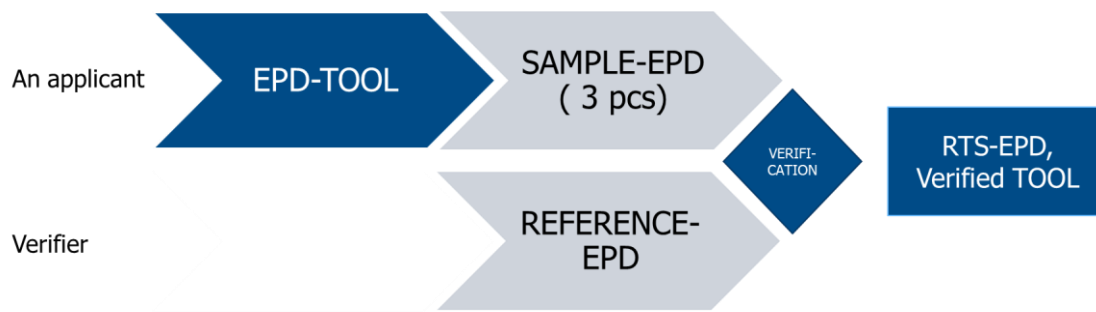 An applicant
EPD-TOOL
SAMPLE-EPD
( 3 pcs)
VERIFI-
CATION
RTS-EPD,
Verified TOOL
Verifier
REFERENCE-
EPD